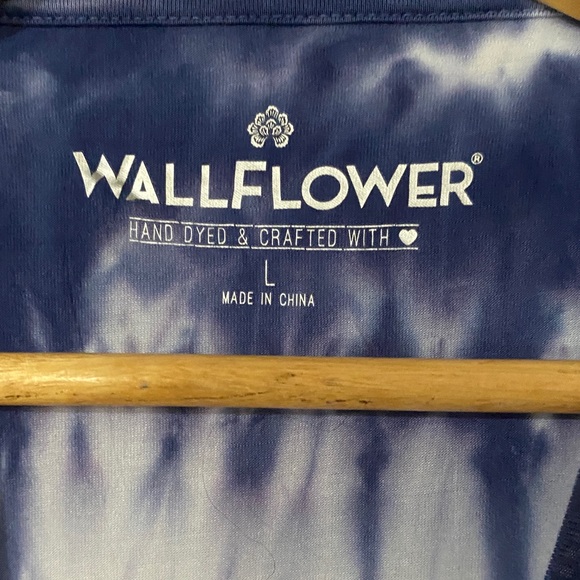 WALLFLOWER®
HAND DYED & CRAFTED WITH ♥
L
MADE IN CHINA